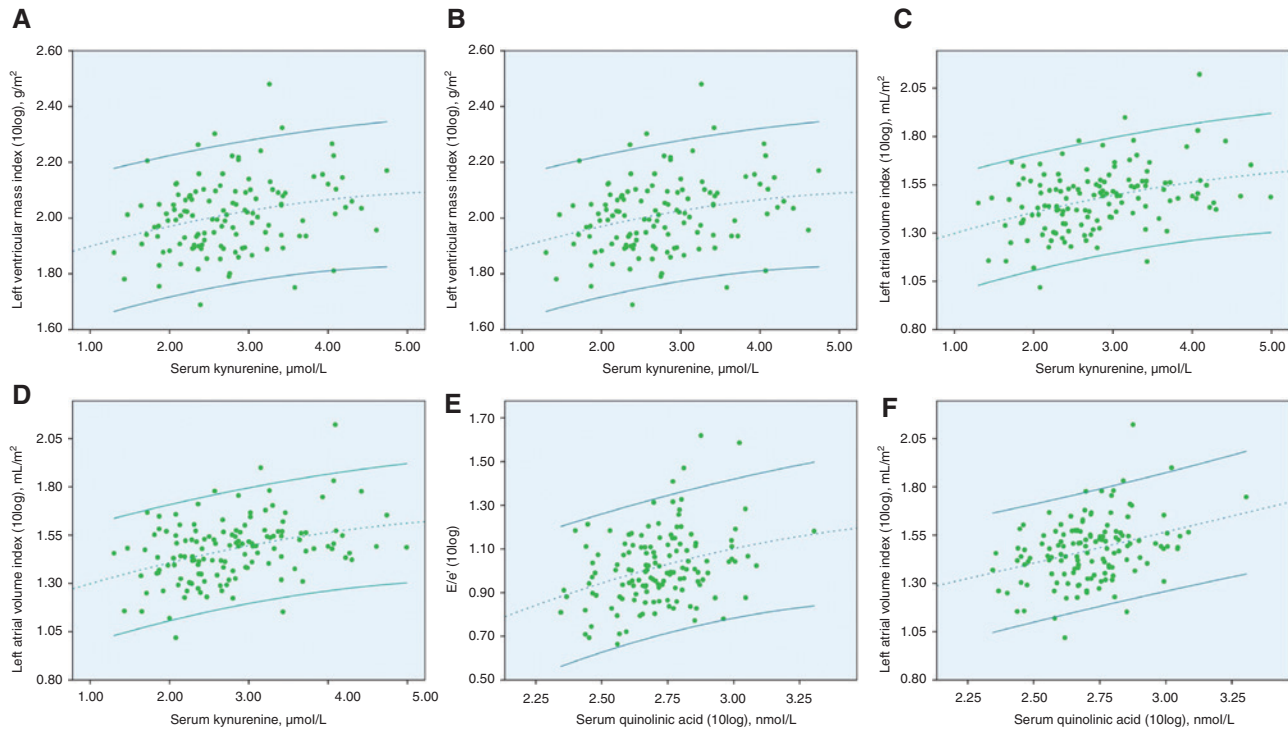 A
2.60
2.40
2.20
2.00
1.80
1.60
Left ventricular mass index (10log), g/m²
1.00 2.00 3.00 4.00 5.00
Serum kynurenine, µmol/L
B
2.60
2.40
2.20
2.00
1.80
1.60
Left ventricular mass index (10log), g/m²
1.00 2.00 3.00 4.00 5.00
Serum kynurenine, µmol/L
C
2.05
1.80
1.55
1.30
1.05
0.80
Left atrial volume index (10log), mL/m²
1.00 2.00 3.00 4.00 5.00
Serum kynurenine, µmol/L
D
2.05
1.80
1.55
1.30
1.05
0.80
Left atrial volume index (10log), mL/m²
1.00 2.00 3.00 4.00 5.00
Serum kynurenine, µmol/L
E
1.70
1.50
1.30
1.10
0.90
0.70
0.50
E/e′ (10log)
2.25 2.50 2.75 3.00 3.25
Serum quinolinic acid (10log), nmol/L
F
2.05
1.80
1.55
1.30
1.05
0.80
Left atrial volume index (10log), mL/m²
2.25 2.50 2.75 3.00 3.25
Serum quinolinic acid (10log), nmol/L